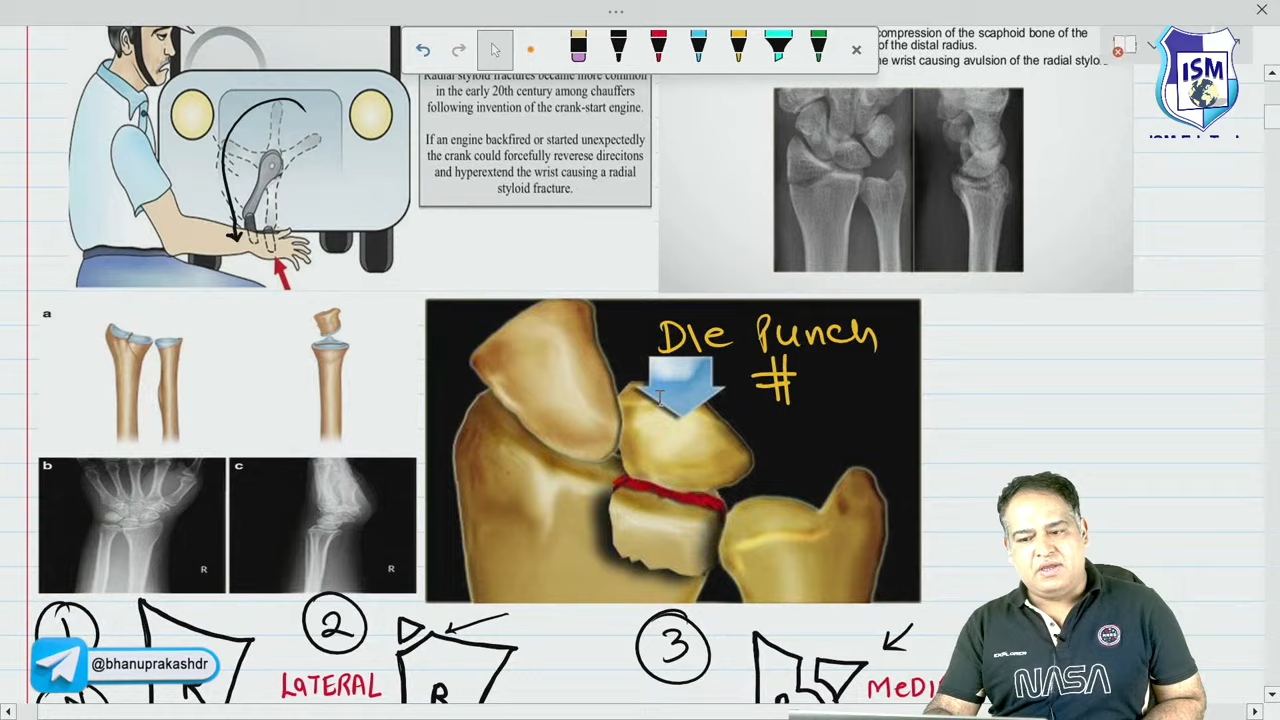 compression of the scaphoid bone of the
of the distal radius.
he wrist causing avulsion of the radial stylo
ISM
Radial styloid fractures became more common
in the early 20th century among chauffers
following invention of the crank-start engine.
If an engine backfired or started unexpectedly
the crank could forcefully reverese direcitons
and hyperextend the wrist causing a radial
styloid fracture.
a
DIe Punch
#
b
c
R
R
1
2
3
@bhanuprakashdr
R
LATERAL
R
MeDI
EXPLORER
NASA